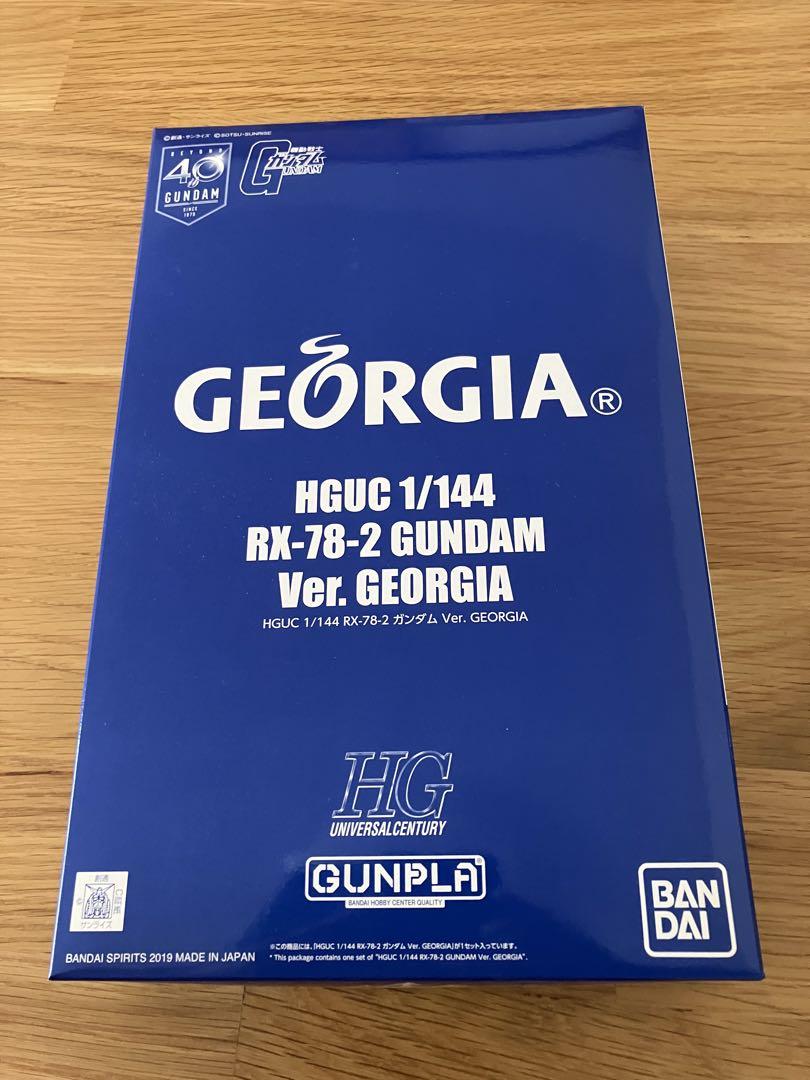 ©創通・サンライズ ©SOTSU・SUNRISE
BEYOND
40th
GUNDAM
SINCE
1979
機動戦士
ガンダム
GUNDAM
GEORGIA®
HGUC 1/144
RX-78-2 GUNDAM
Ver. GEORGIA
HGUC 1/144 RX-78-2 ガンダム Ver. GEORGIA
HG
UNIVERSAL CENTURY
GUNPLA®
BANDAI HOBBY CENTER QUALITY
創通
サンライズ
©
BAN
DAI
※この商品には、「HGUC 1/144 RX-78-2 ガンダム Ver. GEORGIA」が1セット入っています。
BANDAI SPIRITS 2019 MADE IN JAPAN
* This package contains one set of "HGUC 1/144 RX-78-2 GUNDAM Ver. GEORGIA".